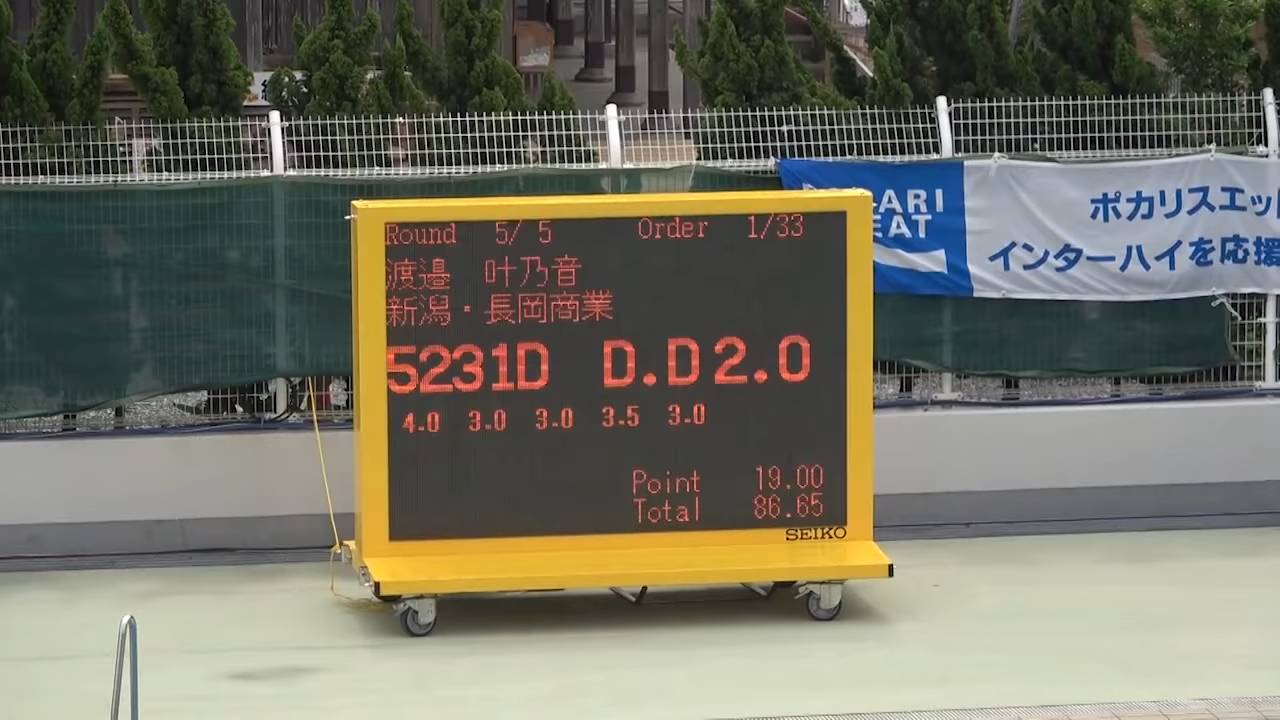 Round 5/ 5 Order 1/33
渡邉 叶乃音
新潟・長岡商業
5231D D.D 2.0
4.0 3.0 3.0 3.5 3.0
Point 19.00
Total 86.65
SEIKO
ARI
EAT
ポカリスエッ
インターハイを応援